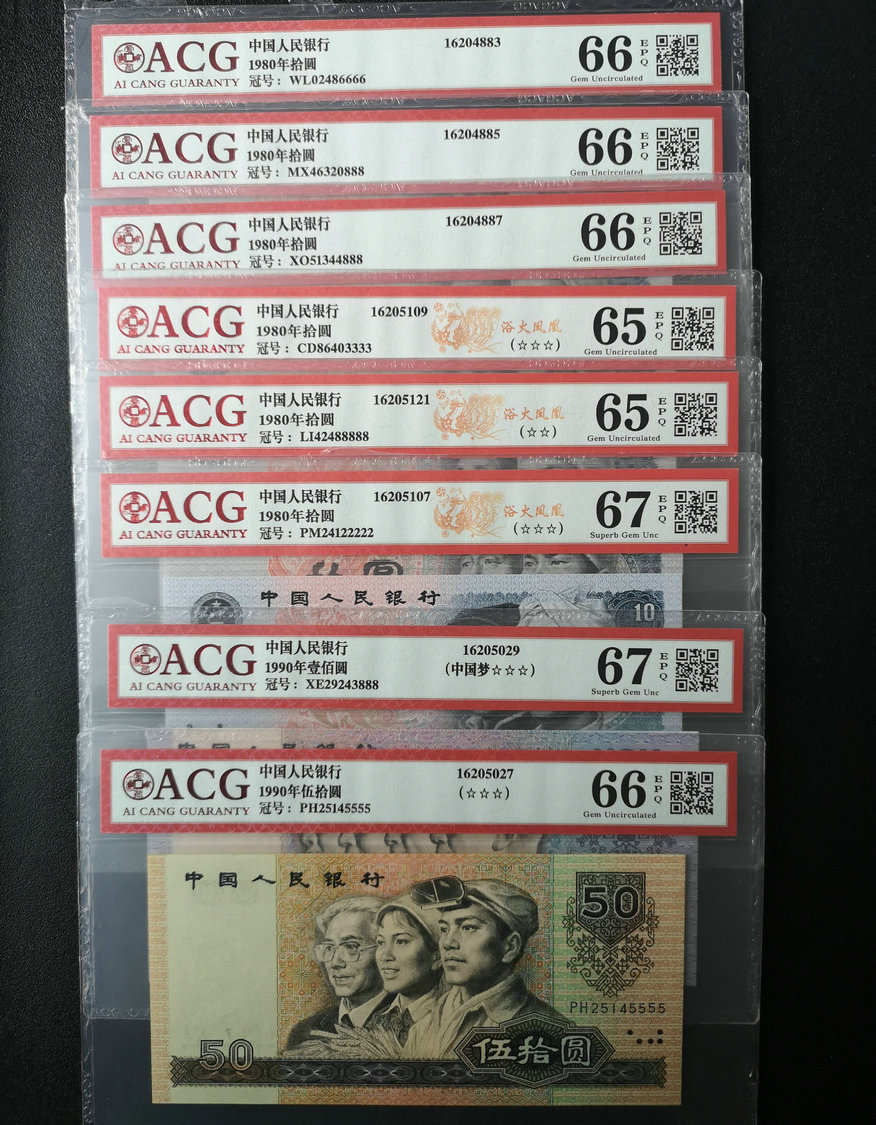 ACG
AI CANG GUARANTY
中国人民银行
1980年拾圆
冠号： WL02486666
16204883
66
EPQ
Gem Uncirculated
ACG
AI CANG GUARANTY
中国人民银行
1980年拾圆
冠号： MX46320888
16204885
66
EPQ
Gem Uncirculated
ACG
AI CANG GUARANTY
中国人民银行
1980年拾圆
冠号： XO51344888
16204887
66
EPQ
Gem Uncirculated
ACG
AI CANG GUARANTY
中国人民银行
1980年拾圆
冠号： CD86403333
16205109
浴火凤凰
(☆☆☆)
65
EPQ
Gem Uncirculated
ACG
AI CANG GUARANTY
中国人民银行
1980年拾圆
冠号： LI42488888
16205121
浴火凤凰
(☆☆)
65
EPQ
Gem Uncirculated
ACG
AI CANG GUARANTY
中国人民银行
1980年拾圆
冠号： PM24122222
16205107
浴火凤凰
(☆☆☆)
67
EPQ
Superb Gem Unc
中国人民银行
10
ACG
AI CANG GUARANTY
中国人民银行
1990年壹佰圆
冠号： XE29243888
16205029
(中国梦☆☆☆)
67
EPQ
Superb Gem Unc
ACG
AI CANG GUARANTY
中国人民银行
1990年伍拾圆
冠号： PH25145555
16205027
(☆☆☆)
66
EPQ
Gem Uncirculated
中国人民银行
50
PH25145555
50
伍拾圆